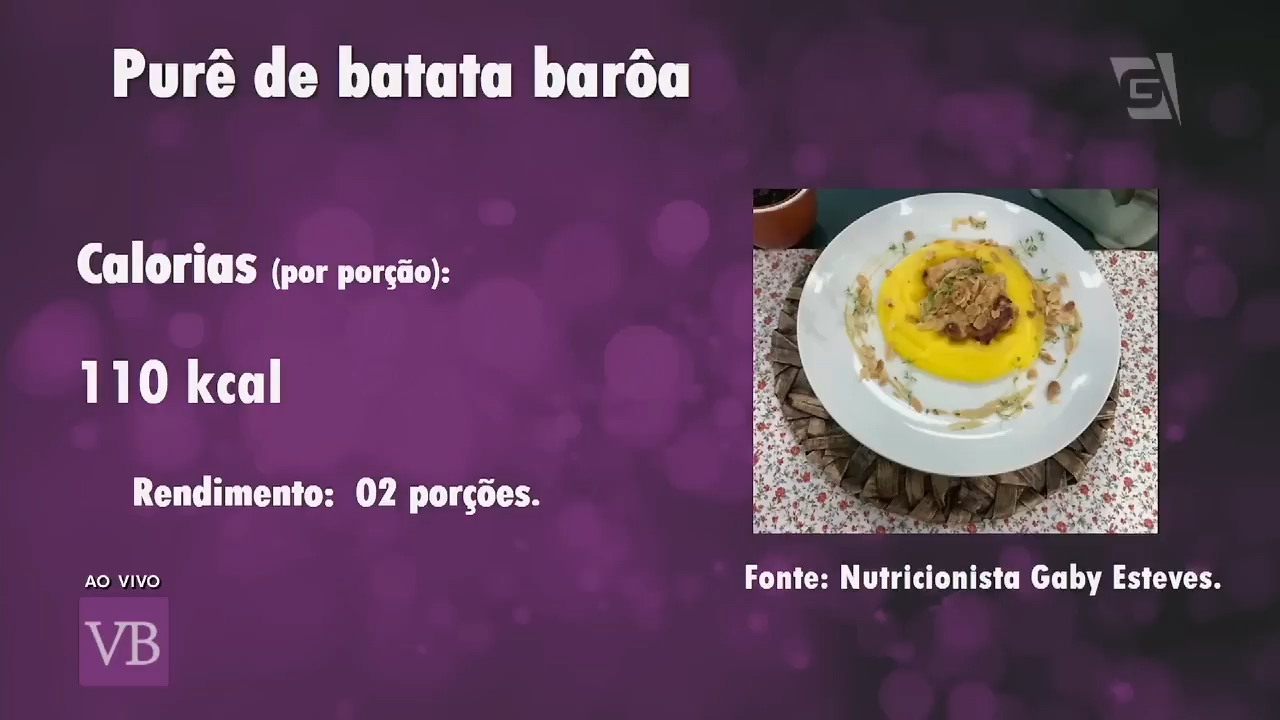 Purê de batata barôa
G
Calorias (por porção):
110 kcal
Rendimento: 02 porções.
Fonte: Nutricionista Gaby Esteves.
AO VIVO
VB